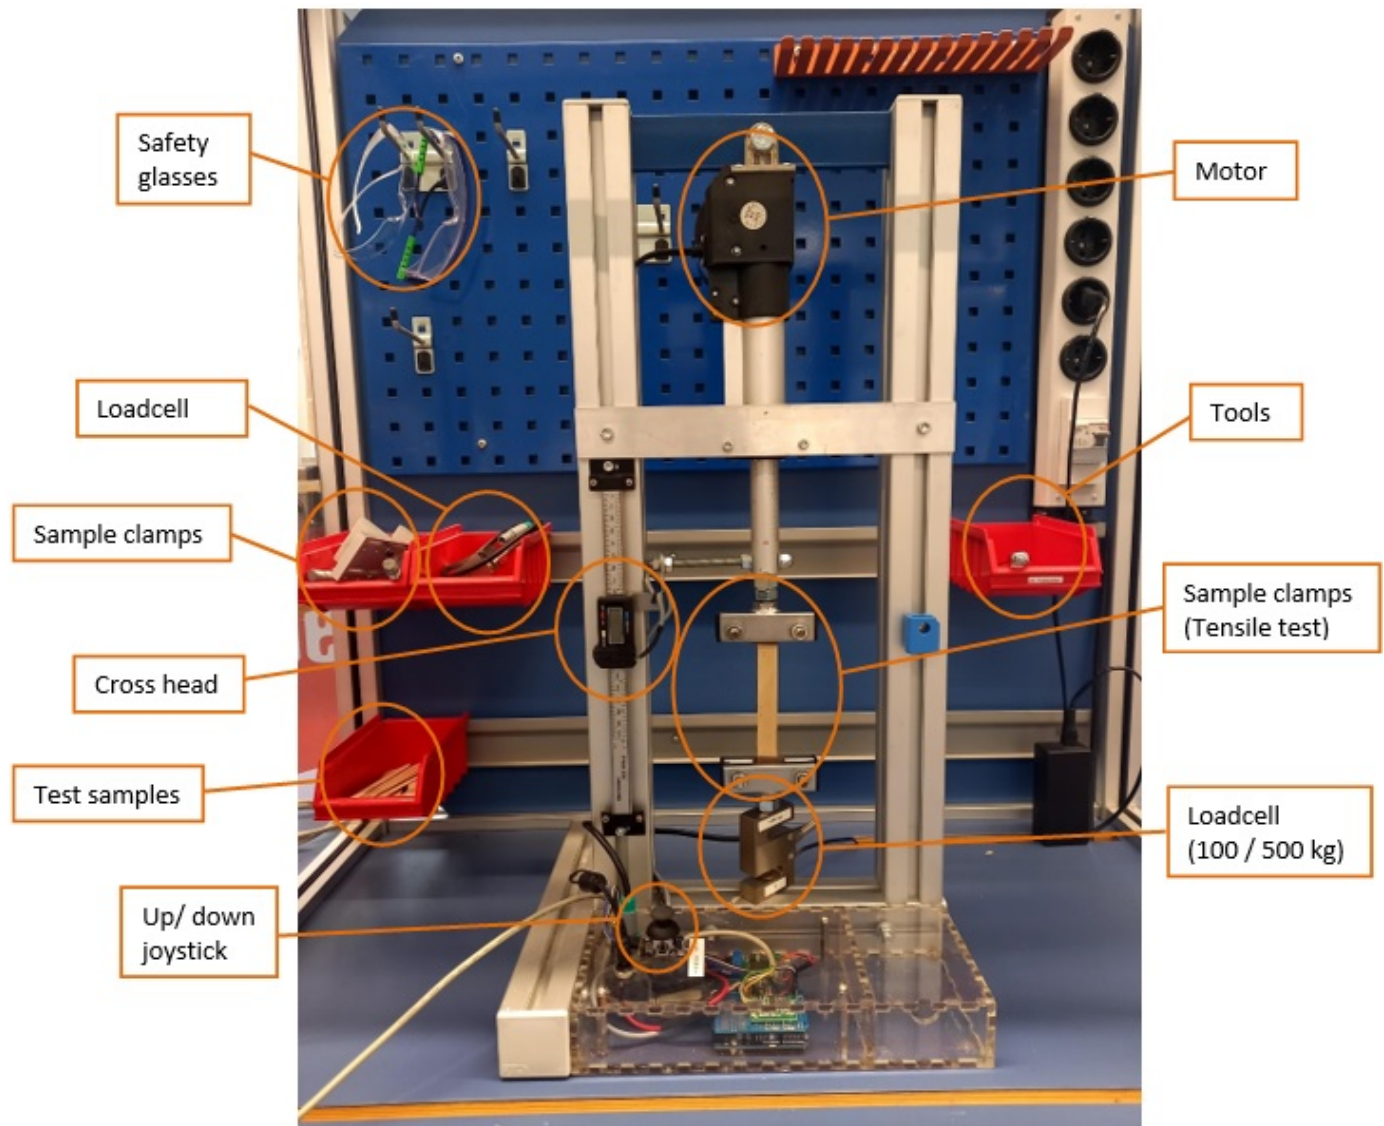 Safety
glasses
Motor
Loadcell
Tools
Sample clamps
Sample clamps
(Tensile test)
Cross head
Test samples
Loadcell
(100 / 500 kg)
Up/ down
joystick